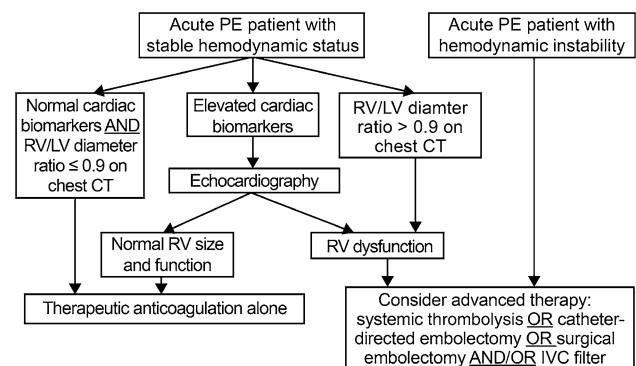 Acute PE patient with
stable hemodynamic status
Acute PE patient with
hemodynamic instability
Normal cardiac
biomarkers AND
RV/LV diameter
ratio ≤ 0.9 on
chest CT
Elevated cardiac
biomarkers
RV/LV diamter
ratio > 0.9 on
chest CT
Echocardiography
Normal RV size
and function
RV dysfunction
Therapeutic anticoagulation alone
Consider advanced therapy:
systemic thrombolysis OR catheter-
directed embolectomy OR surgical
embolectomy AND/OR IVC filter